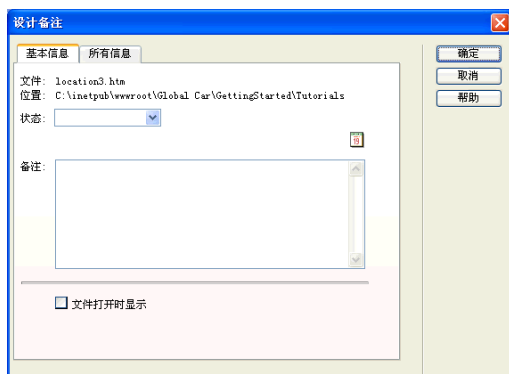 设计备注
基本信息 所有信息
确定
取消
帮助
文件: location3.htm
位置: C:\inetpub\wwwroot\Global Car\GettingStarted\Tutorials
状态:
19
备注:
文件打开时显示